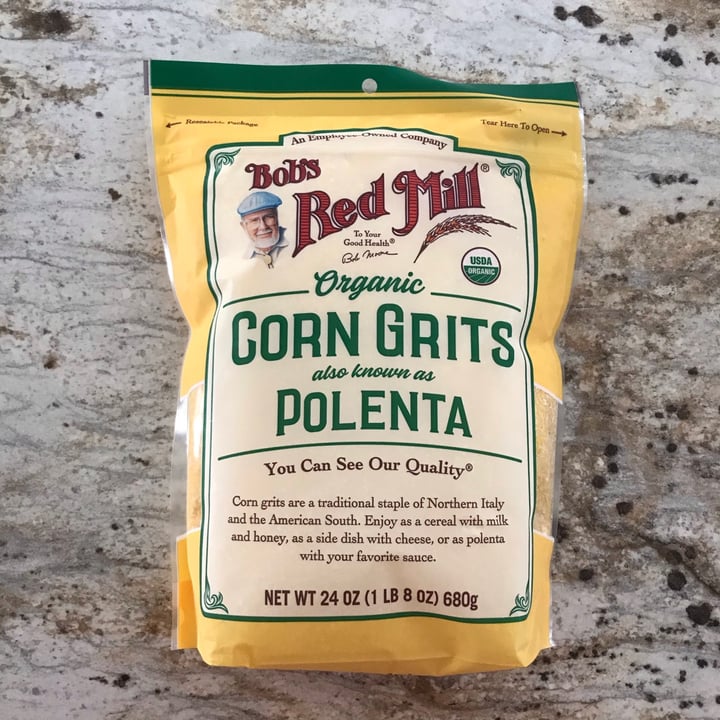 Resealable Package
Tear Here To Open
An Employee-Owned Company
Bob's
Red Mill®
To Your
Good Health®
Bob Moore
USDA
ORGANIC
Organic
CORN GRITS
also known as
POLENTA
You Can See Our Quality®
Corn grits are a traditional staple of Northern Italy
and the American South. Enjoy as a cereal with milk
and honey, as a side dish with cheese, or as polenta
with your favorite sauce.
NET WT 24 OZ (1 LB 8 OZ) 680g